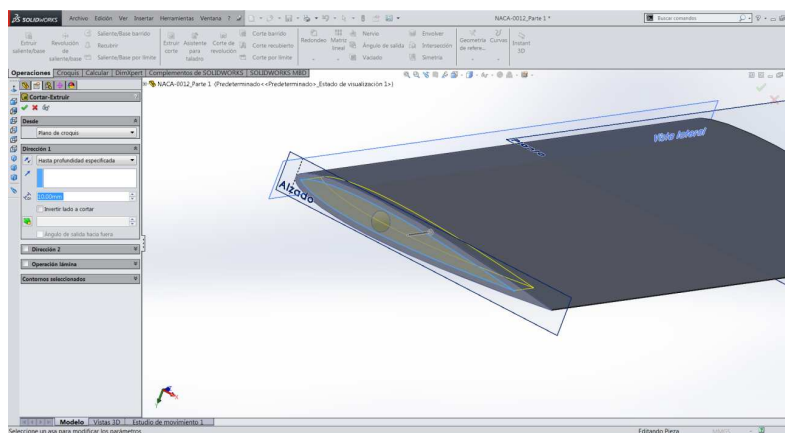 SOLIDWORKS Archivo Edición Ver Insertar Herramientas Ventana ? NACA-0012_Parte 1 * Buscar comandos
Extruir saliente/base
Revolución de saliente/base
Saliente/Base barrido
Recubrir
Saliente/Base por límite
Extruir corte
Asistente para taladro
Corte de revolución
Corte barrido
Corte recubierto
Corte por límite
Redondeo
Matriz lineal
Nervio
Ángulo de salida
Vaciado
Envolver
Intersección
Simetría
Geometría de refere...
Curvas
Instant 3D
Operaciones Croquis Calcular DimXpert Complementos de SOLIDWORKS SOLIDWORKS MBD
NACA-0012_Parte 1 (Predeterminado<<Predeterminado>_Estado de visualización 1>)
Cortar-Extruir
Desde
Plano de croquis
Dirección 1
Hasta profundidad especificada
10.00mm
Invertir lado a cortar
Ángulo de salida hacia fuera
Dirección 2
Operación lámina
Contornos seleccionados
Alzado
Vista lateral
Modelo Vistas 3D Estudio de movimiento 1
Seleccione un asa para modificar los parámetros Editando Pieza